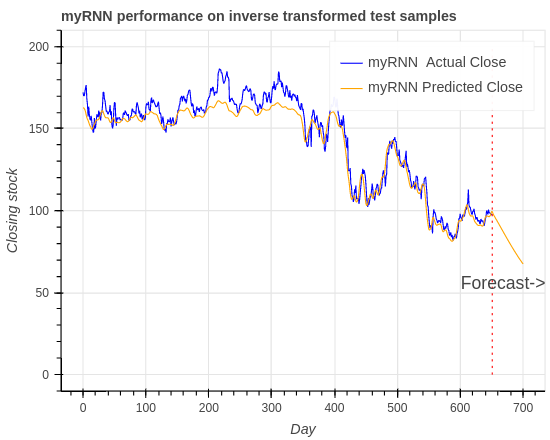 myRNN performance on inverse transformed test samples
200
150
100
50
0
Closing stock
myRNN  Actual Close
myRNN Predicted Close
Forecast->
0 100 200 300 400 500 600 700
Day